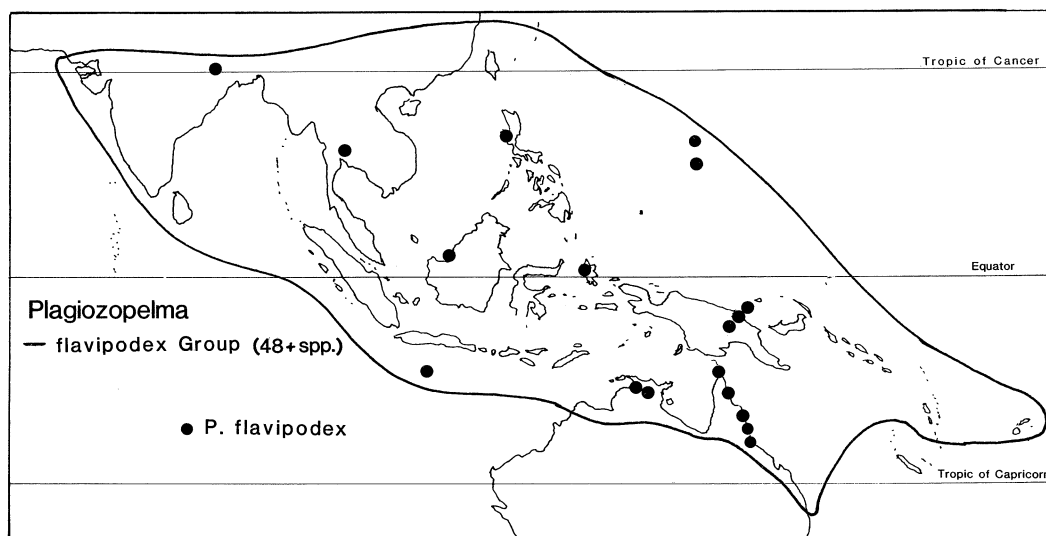 Tropic of Cancer
Equator
Plagiozopelma
flavipodex Group (48+spp.)
P. flavipodex
Tropic of Capricorn